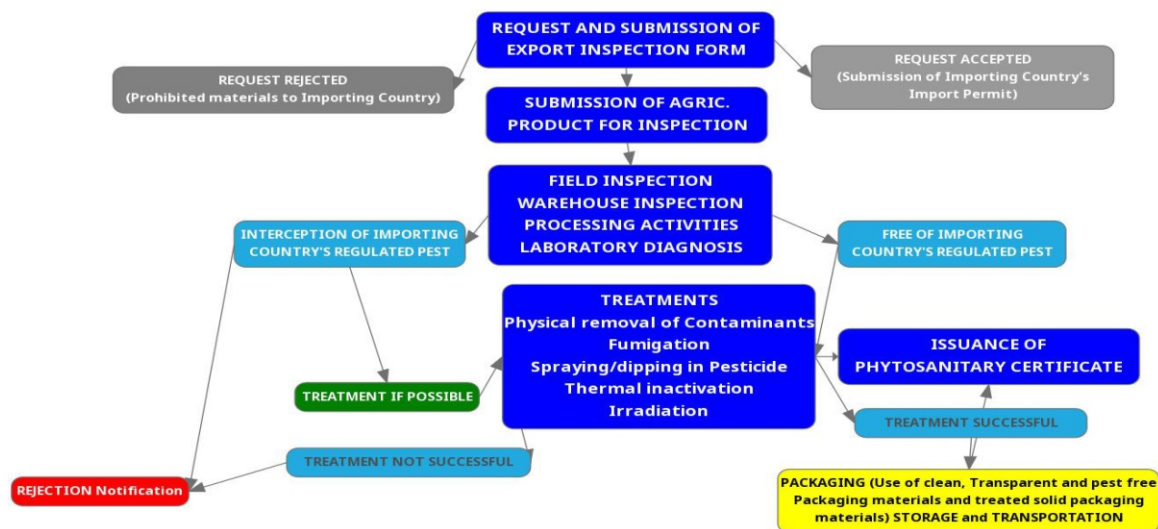 REQUEST AND SUBMISSION OF
EXPORT INSPECTION FORM
REQUEST REJECTED
(Prohibited materials to Importing Country)
REQUEST ACCEPTED
(Submission of Importing Country's
Import Permit)
SUBMISSION OF AGRIC.
PRODUCT FOR INSPECTION
FIELD INSPECTION
WAREHOUSE INSPECTION
PROCESSING ACTIVITIES
LABORATORY DIAGNOSIS
INTERCEPTION OF IMPORTING
COUNTRY'S REGULATED PEST
FREE OF IMPORTING
COUNTRY'S REGULATED PEST
TREATMENTS
Physical removal of Contaminants
Fumigation
Spraying/dipping in Pesticide
Thermal inactivation
Irradiation
ISSUANCE OF
PHYTOSANITARY CERTIFICATE
TREATMENT IF POSSIBLE
TREATMENT SUCCESSFUL
TREATMENT NOT SUCCESSFUL
REJECTION Notification
PACKAGING (Use of clean, Transparent and pest free
Packaging materials and treated solid packaging
materials) STORAGE and TRANSPORTATION